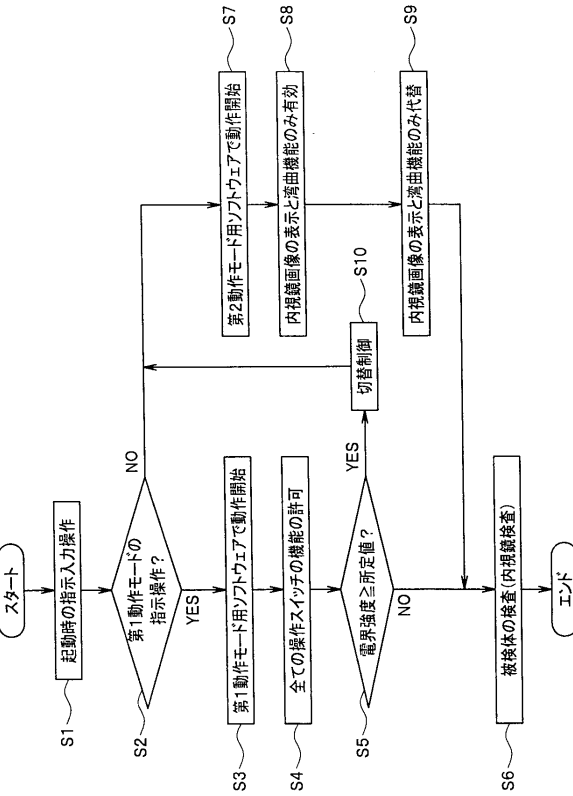 スタート
S1
起動時の指示入力操作
S2
第1動作モードの
指示操作？
NO
YES
S3
第1動作モード用ソフトウェアで動作開始
S4
全ての操作スイッチの機能の許可
S5
電界強度≧所定値？
YES
NO
S10
切替制御
S7
第2動作モード用ソフトウェアで動作開始
S8
内視鏡画像の表示と湾曲機能のみ有効
S9
内視鏡画像の表示と湾曲機能のみ代替
S6
被検体の検査(内視鏡検査)
エンド